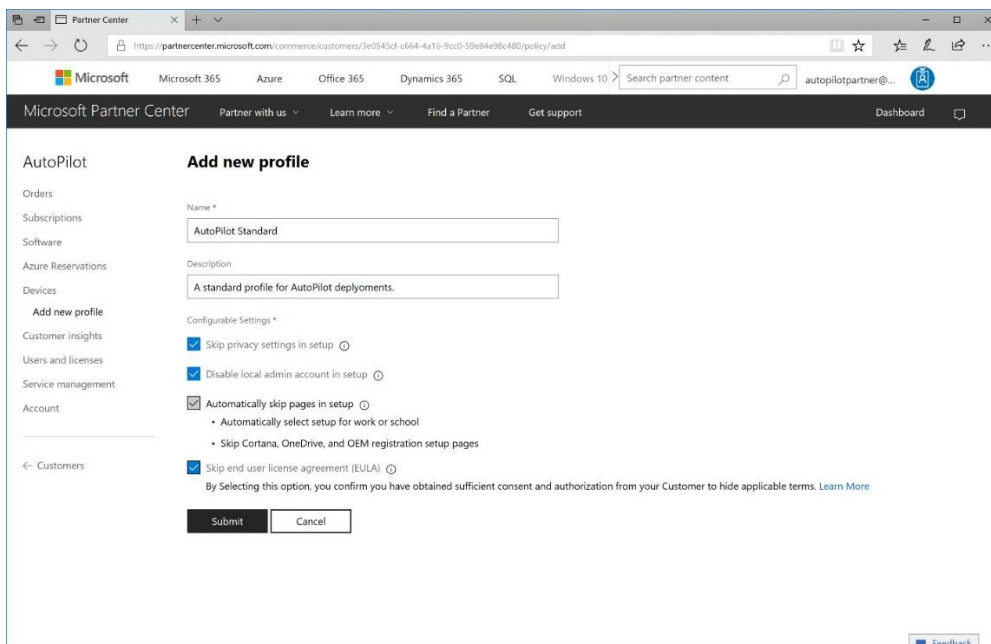 Partner Center
https://partnercenter.microsoft.com/commerce/customers/3e0545cf-c664-4a16-9cc0-59e84e98c480/policy/add
Microsoft Microsoft 365 Azure Office 365 Dynamics 365 SQL Windows 10 Search partner content autopilotpartner@...
Microsoft Partner Center Partner with us Learn more Find a Partner Get support Dashboard
AutoPilot
Orders
Subscriptions
Software
Azure Reservations
Devices
Add new profile
Customer insights
Users and licenses
Service management
Account
← Customers
Add new profile
Name *
AutoPilot Standard
Description
A standard profile for AutoPilot deplyoments.
Configurable Settings *
Skip privacy settings in setup
Disable local admin account in setup
Automatically skip pages in setup
• Automatically select setup for work or school
• Skip Cortana, OneDrive, and OEM registration setup pages
Skip end user license agreement (EULA)
By Selecting this option, you confirm you have obtained sufficient consent and authorization from your Customer to hide applicable terms. Learn More
Submit Cancel
Feedback